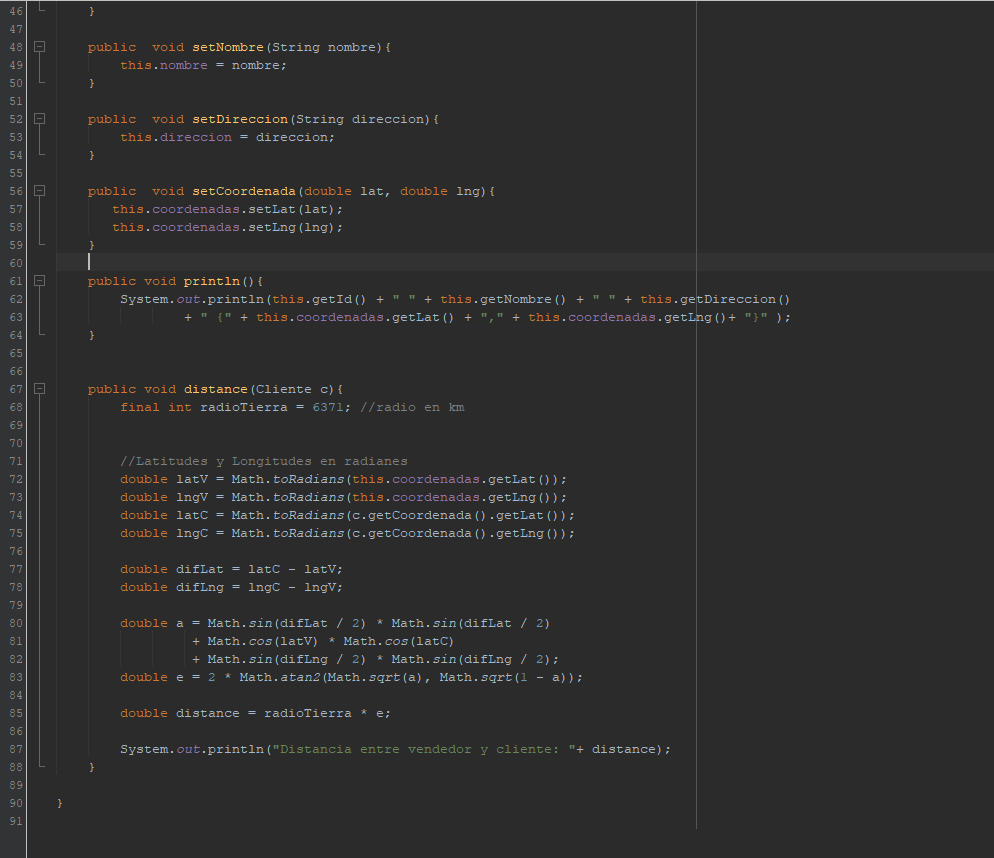 46 }
47
48 public  void setNombre(String nombre){
49 this.nombre = nombre;
50 }
51
52 public  void setDireccion(String direccion){
53 this.direccion = direccion;
54 }
55
56 public  void setCoordenada(double lat, double lng){
57 this.coordenadas.setLat(lat);
58 this.coordenadas.setLng(lng);
59 }
60
61 public void println(){
62 System.out.println(this.getId() + " " + this.getNombre() + " " + this.getDireccion()
63 + " {" + this.coordenadas.getLat() + "," + this.coordenadas.getLng()+ "}" );
64 }
65
66
67 public void distance(Cliente c){
68 final int radioTierra = 6371; //radio en km
69
70
71 //Latitudes y Longitudes en radianes
72 double latV = Math.toRadians(this.coordenadas.getLat());
73 double lngV = Math.toRadians(this.coordenadas.getLng());
74 double latC = Math.toRadians(c.getCoordenada().getLat());
75 double lngC = Math.toRadians(c.getCoordenada().getLng());
76
77 double difLat = latC - latV;
78 double difLng = lngC - lngV;
79
80 double a = Math.sin(difLat / 2) * Math.sin(difLat / 2)
81 + Math.cos(latV) * Math.cos(latC)
82 + Math.sin(difLng / 2) * Math.sin(difLng / 2);
83 double e = 2 * Math.atan2(Math.sqrt(a), Math.sqrt(1 - a));
84
85 double distance = radioTierra * e;
86
87 System.out.println("Distancia entre vendedor y cliente: "+ distance);
88 }
89
90 }
91